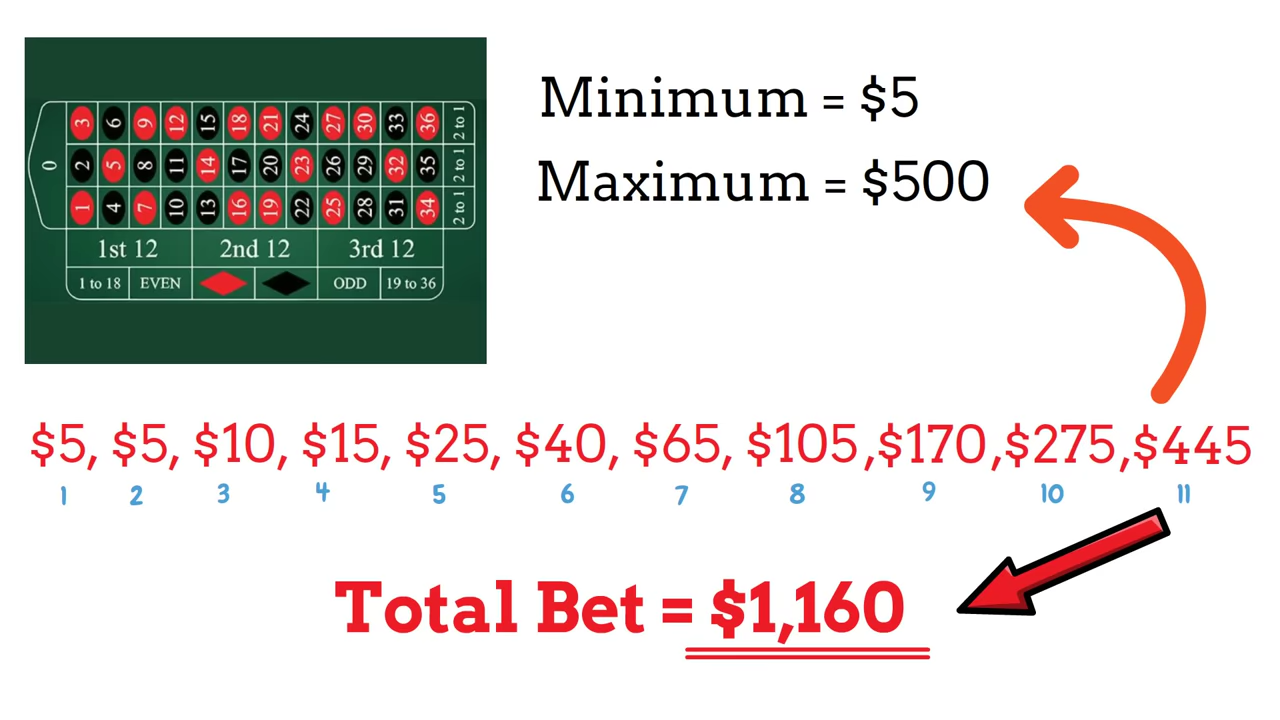 3 6 9 12 15 18 21 24 27 30 33 36 2 to 1
0 2 5 8 11 14 17 20 23 26 29 32 35 2 to 1
1 4 7 10 13 16 19 22 25 28 31 34 2 to 1
1st 12 2nd 12 3rd 12
1 to 18 EVEN ODD 19 to 36
Minimum = $5
Maximum = $500
$5, $5, $10, $15, $25, $40, $65, $105 ,$170 ,$275 ,$445
1 2 3 4 5 6 7 8 9 10 11
Total Bet = $1,160